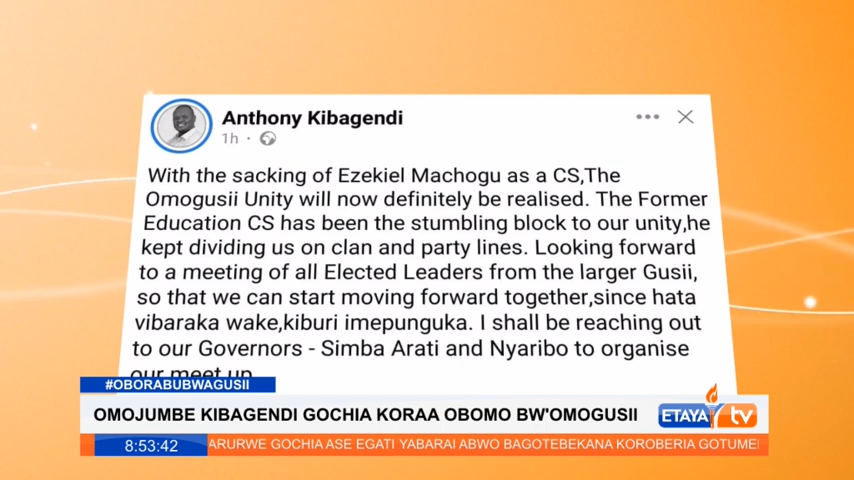 Anthony Kibagendi
1h ·
With the sacking of Ezekiel Machogu as a CS,The
Omogusii Unity will now definitely be realised. The Former
Education CS has been the stumbling block to our unity,he
kept dividing us on clan and party lines. Looking forward
to a meeting of all Elected Leaders from the larger Gusii,
so that we can start moving forward together,since hata
vibaraka wake,kiburi imepunguka. I shall be reaching out
to our Governors - Simba Arati and Nyaribo to organise
our meet up
#OBORABUBWAGUSII
OMOJUMBE KIBAGENDI GOCHIA KORAA OBOMO BW'OMOGUSII
ETAYA tv
8:53:42
ARURWE GOCHIA ASE EGATI YABARAI ABWO BAGOTEBEKANA KOROBERIA GOTUME